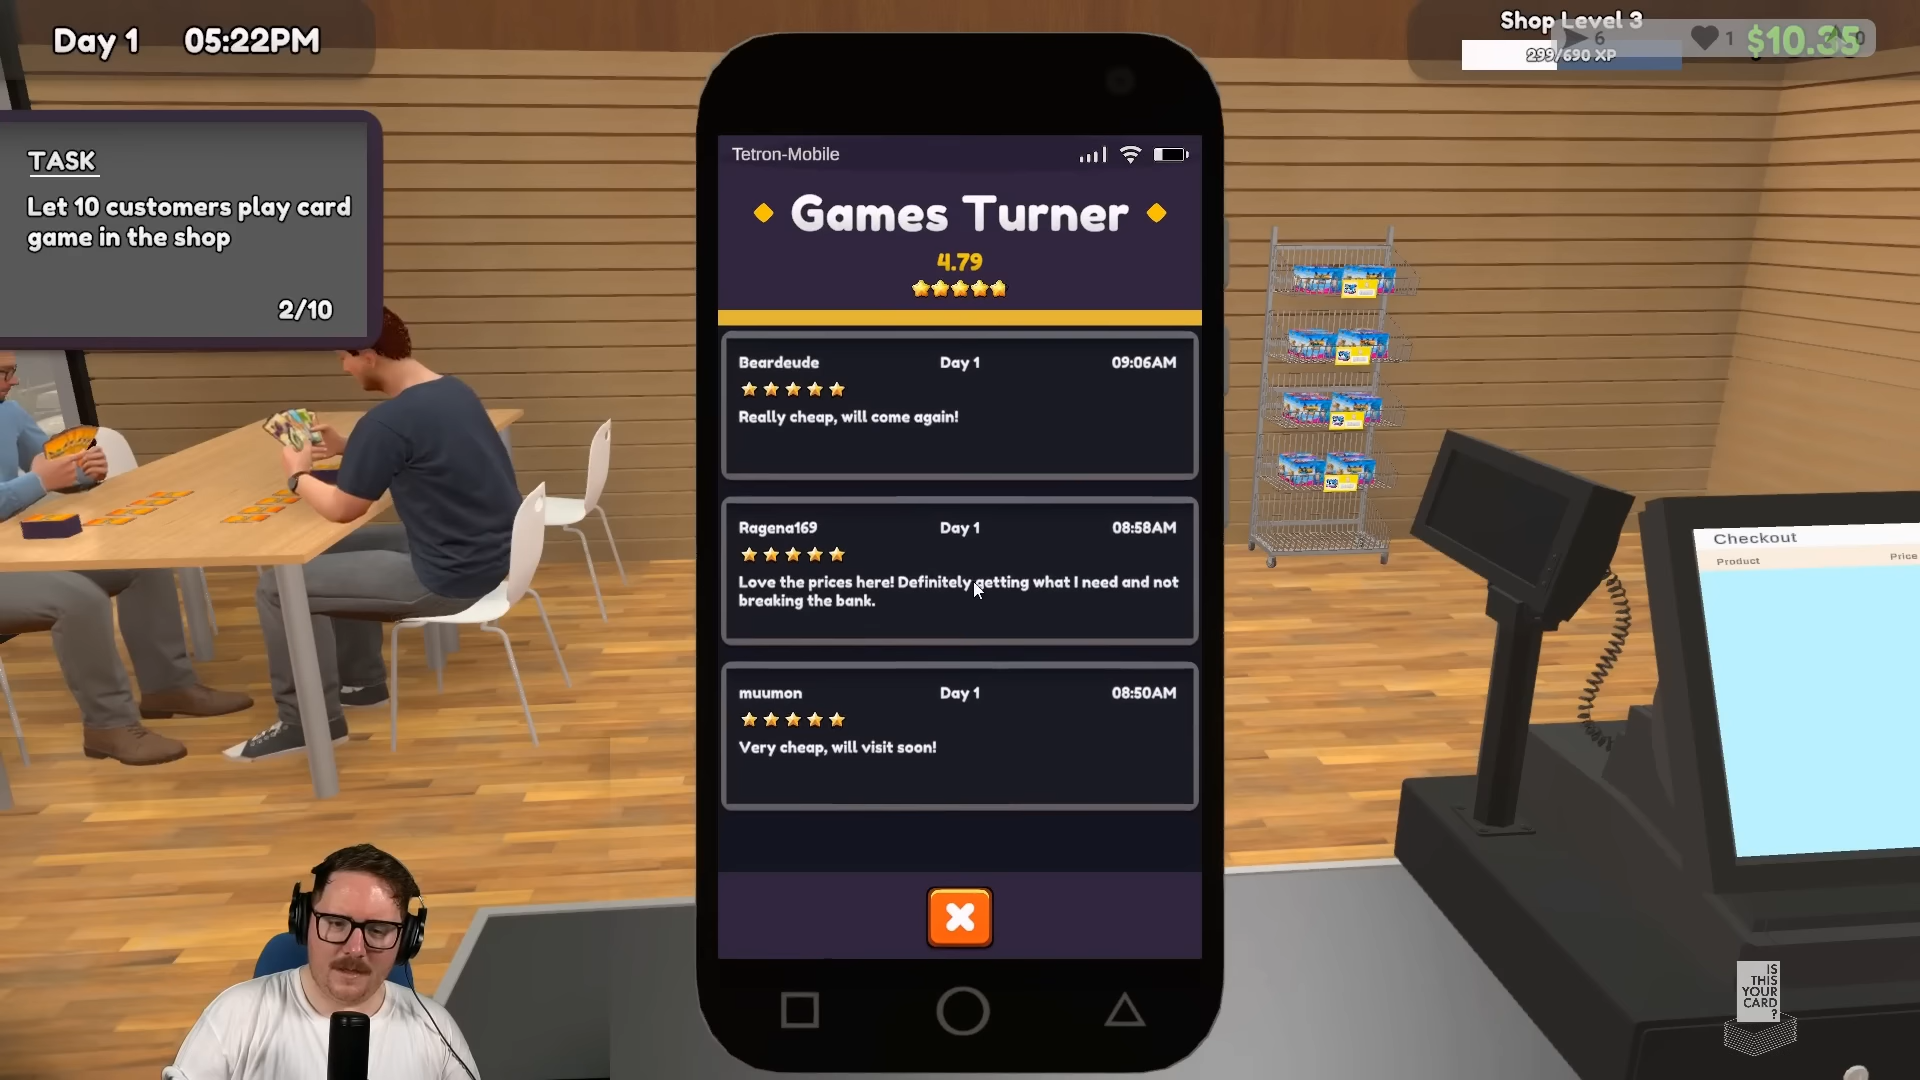 Day 1 05:22PM
Shop Level 3
299/690 XP
6
1
$10.35
0
TASK
Let 10 customers play card
game in the shop
2/10
Tetron-Mobile
Games Turner
4.79
Beardeude Day 1 09:06AM
Really cheap, will come again!
Ragena169 Day 1 08:58AM
Love the prices here! Definitely getting what I need and not
breaking the bank.
muumon Day 1 08:50AM
Very cheap, will visit soon!
Checkout
Product Price
IS
THIS
YOUR
CARD
?